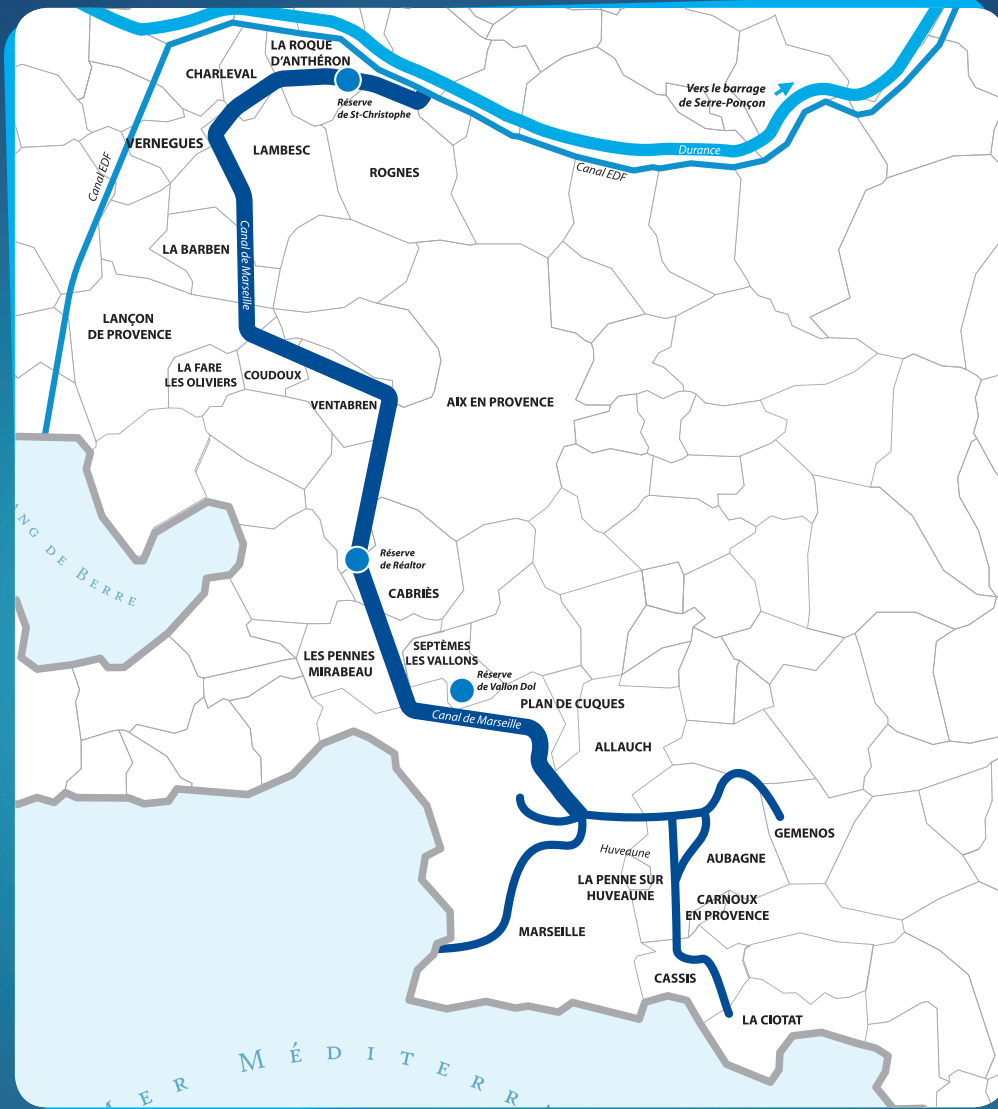 LA ROQUE
D'ANTHÉRON
CHARLEVAL
Réserve
de St-Christophe
Vers le barrage
de Serre-Ponçon
VERNEGUES
LAMBESC
Durance
Canal EDF
Canal EDF
ROGNES
LA BARBEN
Canal de Marseille
LANÇON
DE PROVENCE
LA FARE
LES OLIVIERS
COUDOUX
VENTABREN
AIX EN PROVENCE
NG DE BERRE
Réserve
de Réaltor
CABRIÈS
LES PENNES
MIRABEAU
SEPTÈMES
LES VALLONS
Réserve
de Vallon Dol
PLAN DE CUQUES
Canal de Marseille
ALLAUCH
GEMENOS
Huveaune
AUBAGNE
LA PENNE SUR
HUVEAUNE
CARNOUX
EN PROVENCE
MARSEILLE
CASSIS
LA CIOTAT
ER MÉDITERR